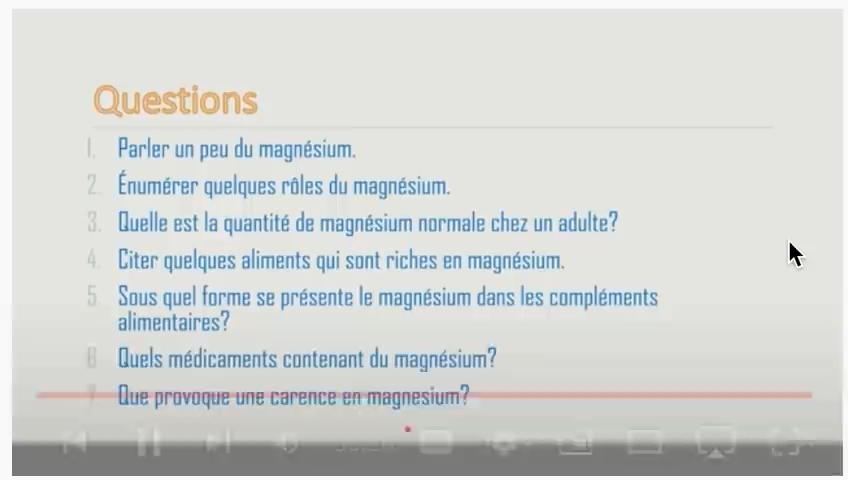 Questions
1. Parler un peu du magnésium.
2. Énumérer quelques rôles du magnésium.
3. Quelle est la quantité de magnésium normale chez un adulte?
4. Citer quelques aliments qui sont riches en magnésium.
5. Sous quel forme se présente le magnésium dans les compléments
alimentaires?
6 Quels médicaments contenant du magnésium?
7 Que provoque une carence en magnesium?